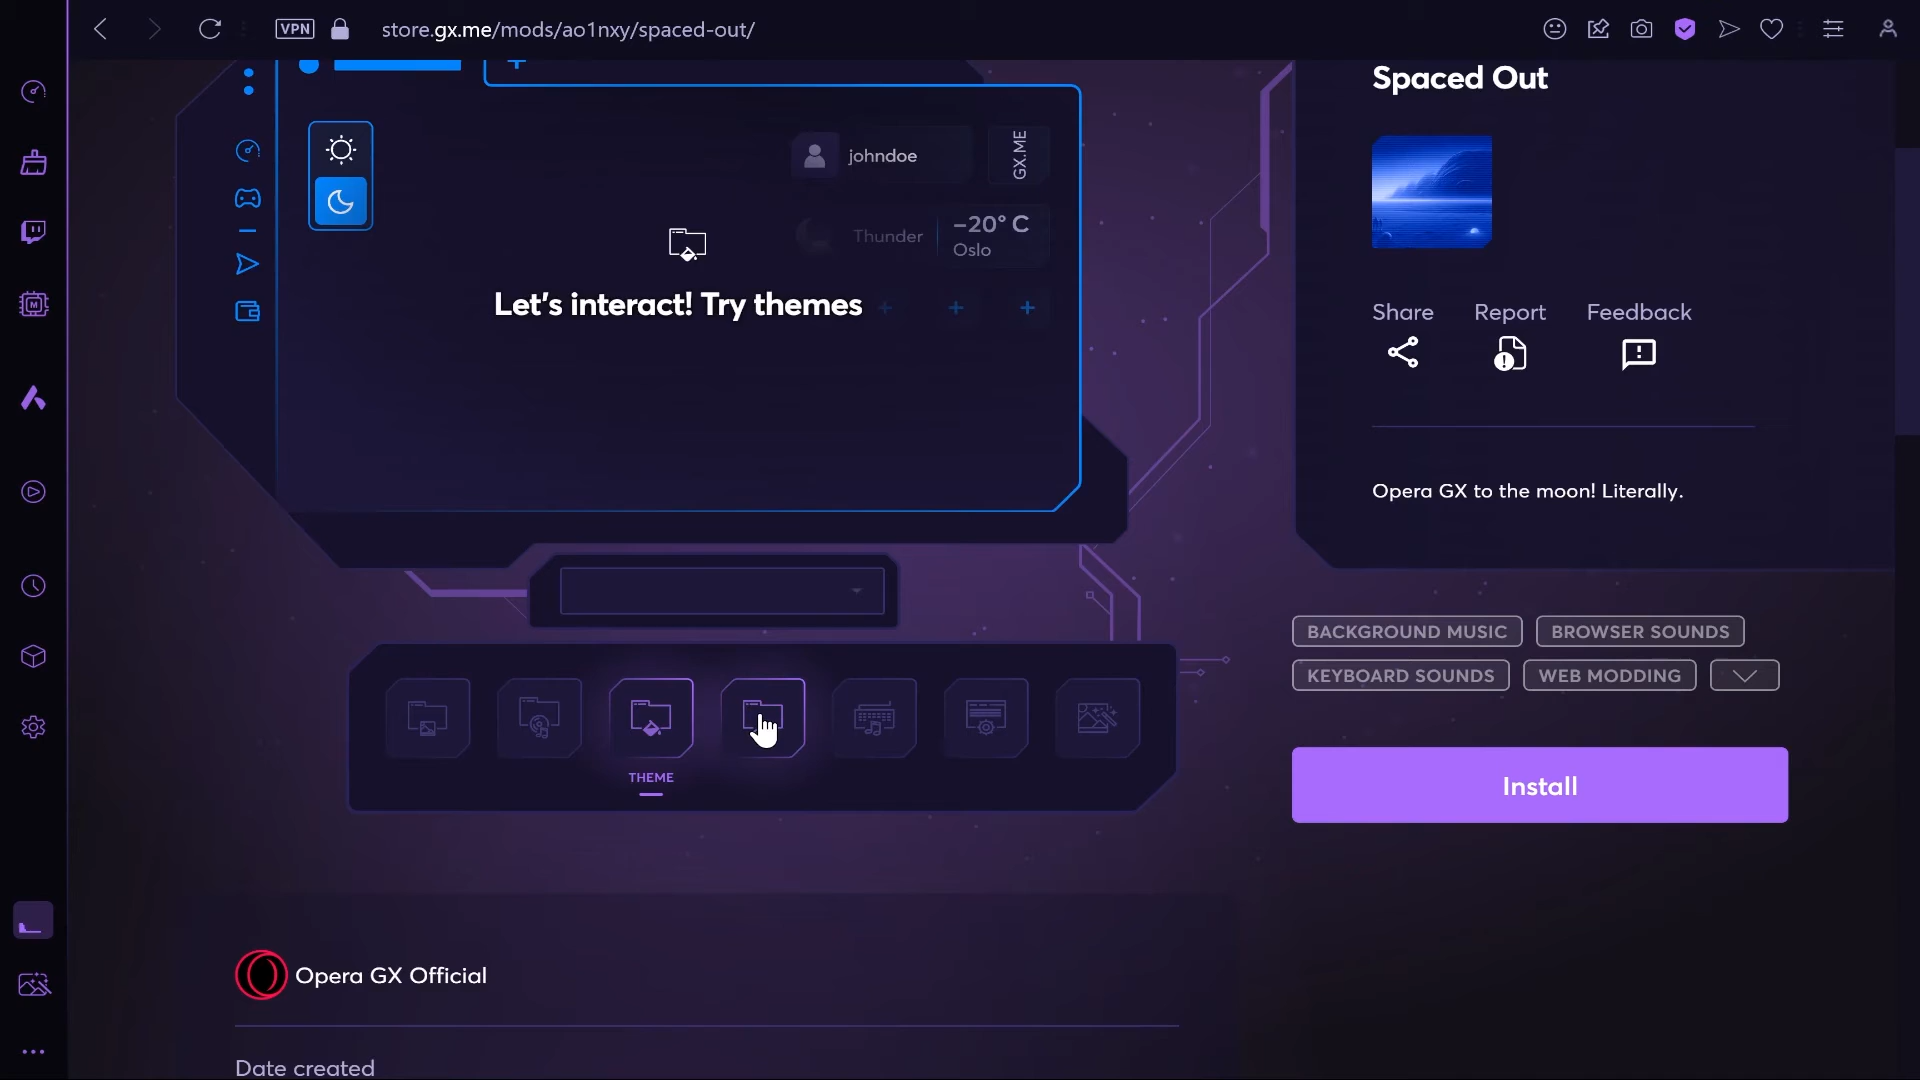 VPN
store.gx.me/mods/ao1nxy/spaced-out/
Spaced Out
johndoe
GX.ME
Thunder
–20° C
Oslo
Let's interact! Try themes
Share
Report
Feedback
Opera GX to the moon! Literally.
BACKGROUND MUSIC
BROWSER SOUNDS
KEYBOARD SOUNDS
WEB MODDING
THEME
Install
Opera GX Official
Date created